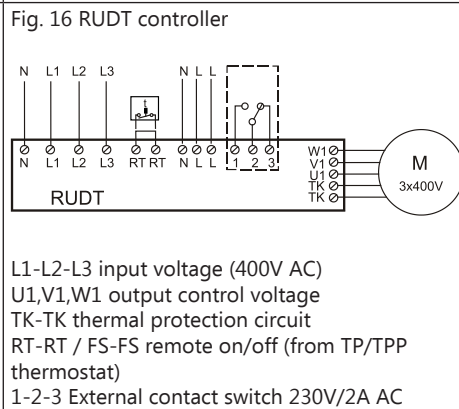 Fig. 16 RUDT controller
N L1 L2 L3 N L L
t
N L1 L2 L3 RT RT N L L 1 2 3
W1
V1
U1
TK
TK
M
3x400V
RUDT
L1-L2-L3 input voltage (400V AC)
U1,V1,W1 output control voltage
TK-TK thermal protection circuit
RT-RT / FS-FS remote on/off (from TP/TPP
thermostat)
1-2-3 External contact switch 230V/2A AC